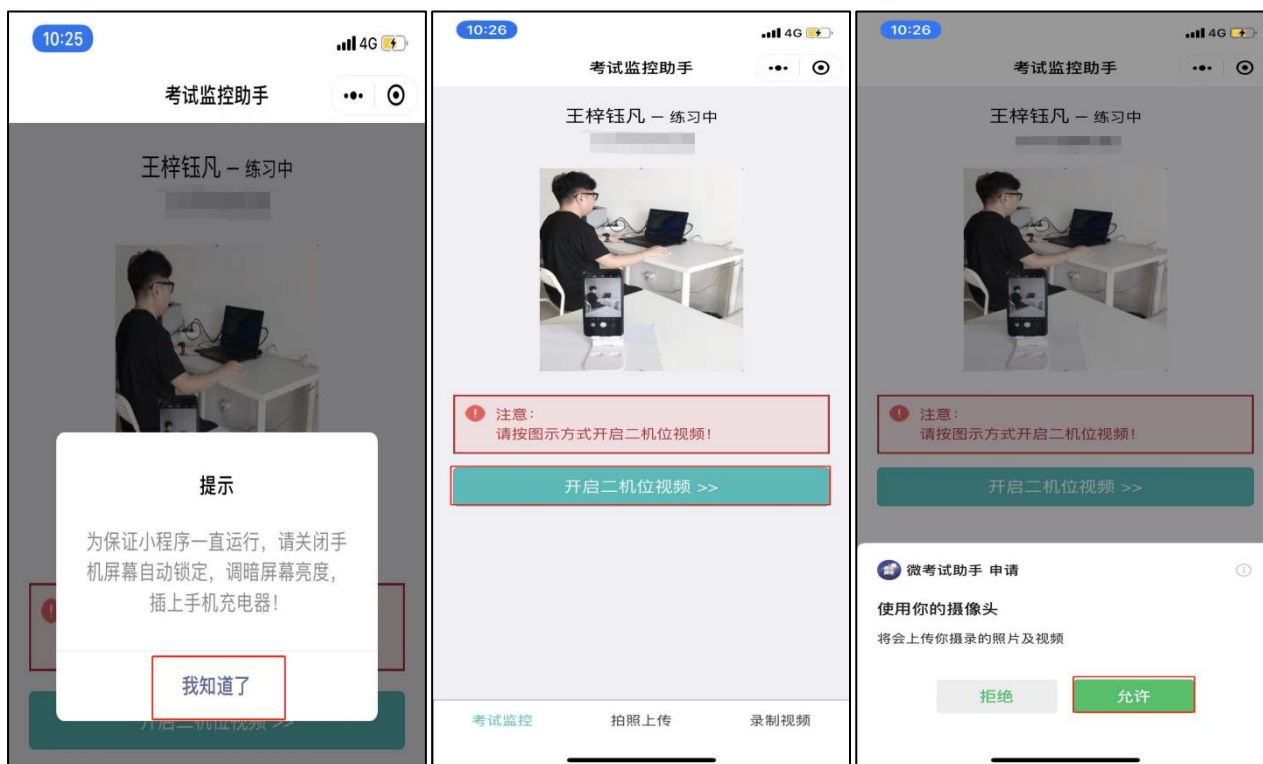 10:25
4G
考试监控助手
王梓钰凡 – 练习中
提示
为保证小程序一直运行，请关闭手
机屏幕自动锁定，调暗屏幕亮度，
插上手机充电器！
我知道了
开启二机位视频 >>
10:26
4G
考试监控助手
王梓钰凡 – 练习中
注意：
请按图示方式开启二机位视频！
开启二机位视频 >>
考试监控
拍照上传
录制视频
10:26
4G
考试监控助手
王梓钰凡 – 练习中
注意：
请按图示方式开启二机位视频！
开启二机位视频 >>
微考试助手 申请
使用你的摄像头
将会上传你摄录的照片及视频
拒绝
允许